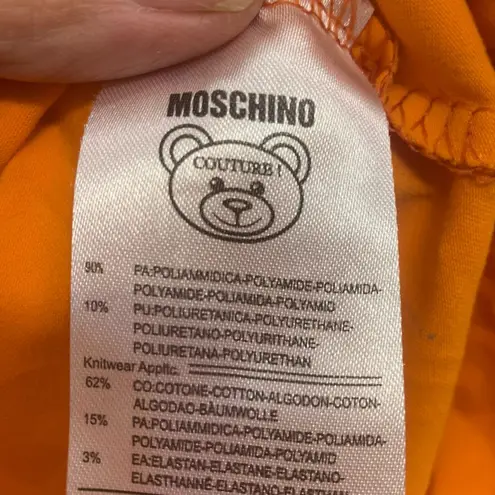 MOSCHINO
COUTURE !
90% PA:POLIAMMIDICA-POLYAMIDE-POLIAMIDA-
POLYAMIDE-POLIAMIDA-POLYAMID
10% PU:POLIURETANICA-POLYURETHANE-
POLIURETANO-POLYURITHANE-
POLIURETANA-POLYURETHAN
Knitwear Applic.
62% CO:COTONE-COTTON-ALGODON-COTON-
ALGODAO-BAUMWOLLE
15% PA:POLIAMMIDICA-POLYAMIDE-POLIAMIDA-
POLYAMIDE-POLIAMIDA-POLYAMID
3% EA:ELASTAN-ELASTANE-ELASTANO-
ELASTHANNE-ELASTANO-